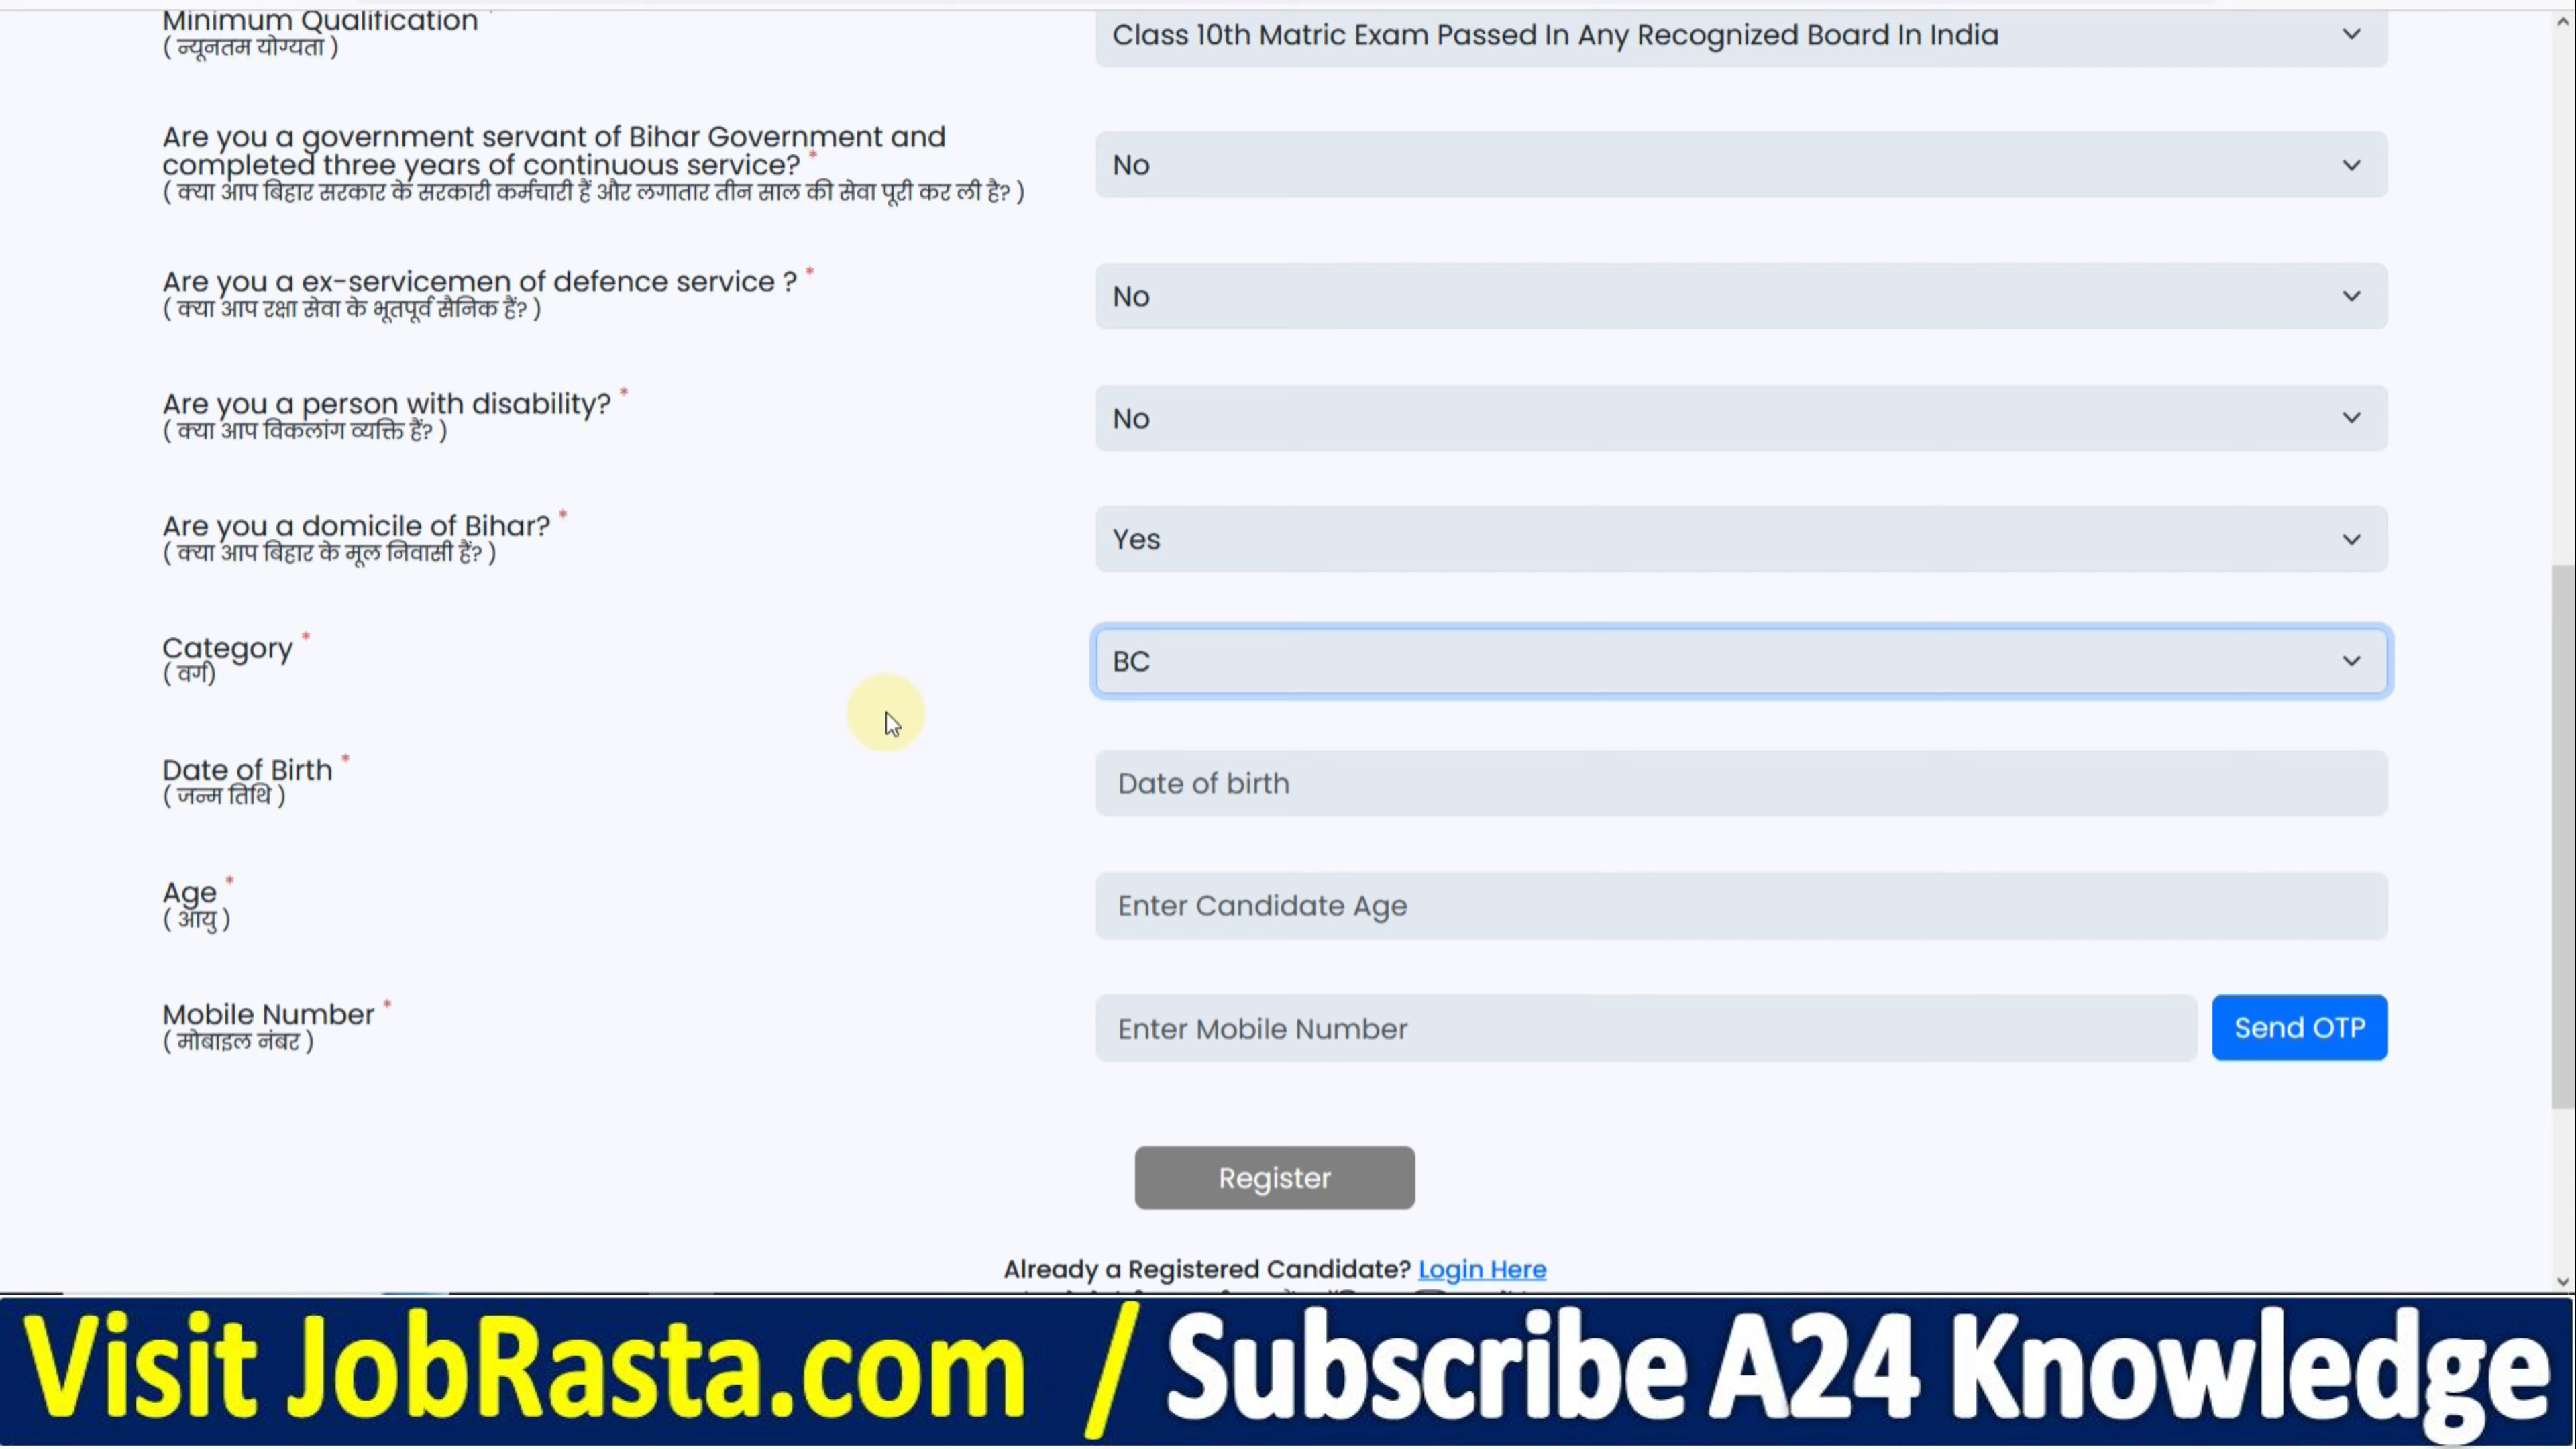 Minimum Qualification
( न्यूनतम योग्यता )
Class 10th Matric Exam Passed In Any Recognized Board In India
Are you a government servant of Bihar Government and
completed three years of continuous service? *
( क्या आप बिहार सरकार के सरकारी कर्मचारी हैं और लगातार तीन साल की सेवा पूरी कर ली है? )
No
Are you a ex-servicemen of defence service ? *
( क्या आप रक्षा सेवा के भूतपूर्व सैनिक हैं? )
No
Are you a person with disability? *
( क्या आप विकलांग व्यक्ति हैं? )
No
Are you a domicile of Bihar? *
( क्या आप बिहार के मूल निवासी हैं? )
Yes
Category *
( वर्ग)
BC
Date of Birth *
( जन्म तिथि )
Date of birth
Age *
( आयु )
Enter Candidate Age
Mobile Number *
( मोबाइल नंबर )
Enter Mobile Number
Send OTP
Register
Already a Registered Candidate? Login Here
Visit JobRasta.com / Subscribe A24 Knowledge